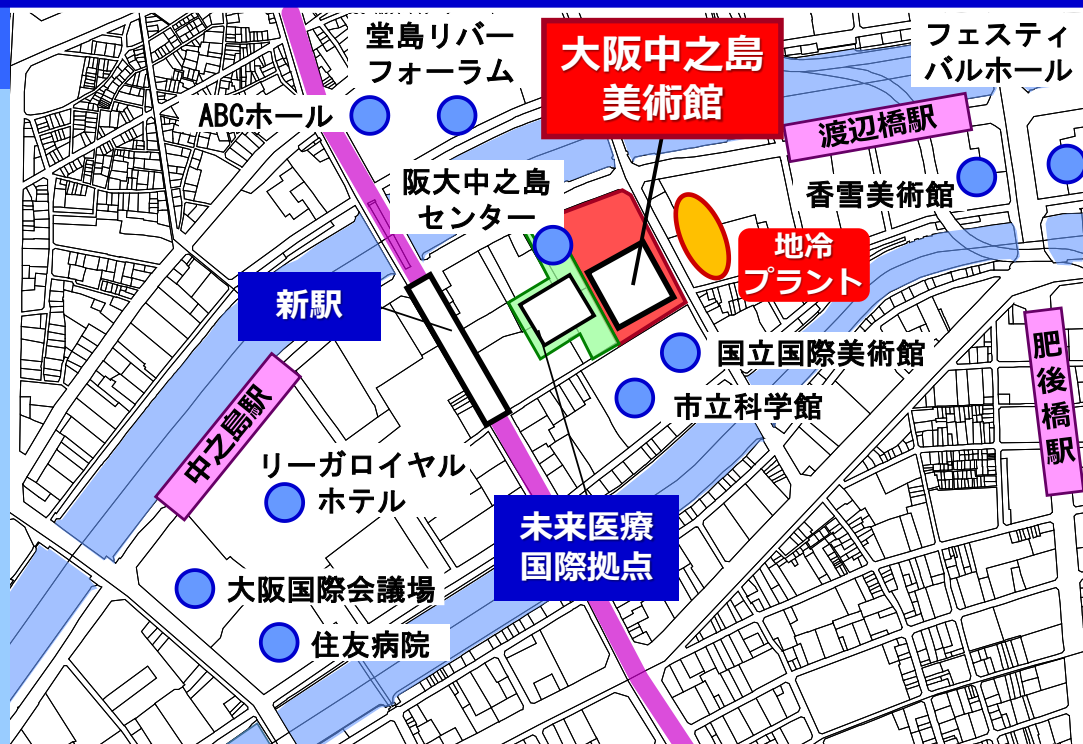 堂島リバー
フォーラム
大阪中之島
美術館
フェスティ
バルホール
ABCホール
渡辺橋駅
阪大中之島
センター
香雪美術館
地冷
プラント
新駅
国立国際美術館
肥後橋駅
市立科学館
中之島駅
リーガロイヤル
ホテル
未来医療
国際拠点
大阪国際会議場
住友病院